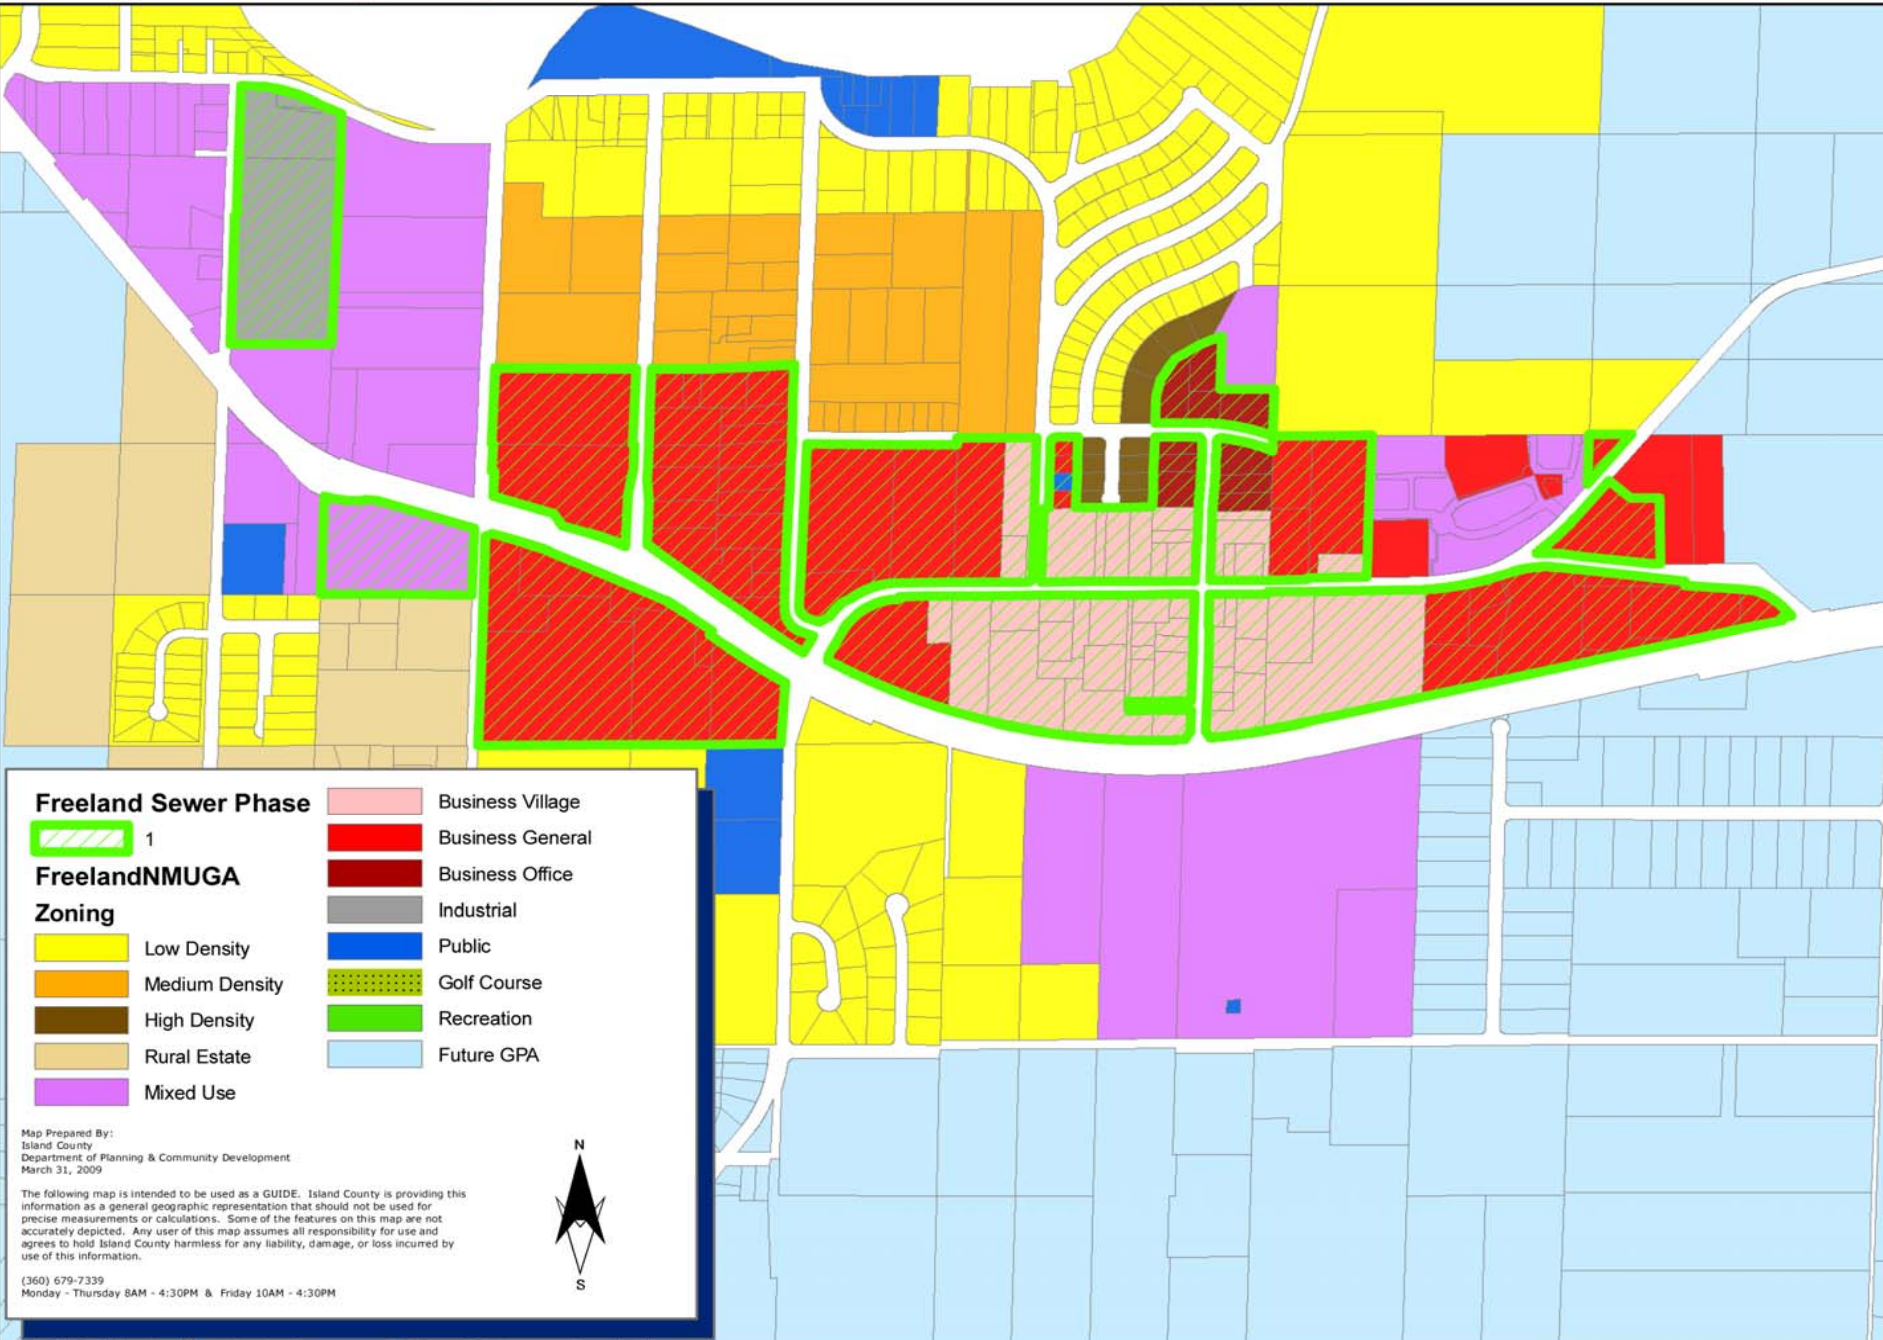 Freeland Sewer Phase
1
FreelandNMUGA
Zoning
Low Density
Medium Density
High Density
Rural Estate
Mixed Use
Business Village
Business General
Business Office
Industrial
Public
Golf Course
Recreation
Future GPA
Map Prepared By:
Island County
Department of Planning & Community Development
March 31, 2009
The following map is intended to be used as a GUIDE. Island County is providing this
information as a general geographic representation that should not be used for
precise measurements or calculations. Some of the features on this map are not
accurately depicted. Any user of this map assumes all responsibility for use and
agrees to hold Island County harmless for any liability, damage, or loss incurred by
use of this information.
(360) 679-7339
Monday - Thursday 8AM - 4:30PM & Friday 10AM - 4:30PM
N
S